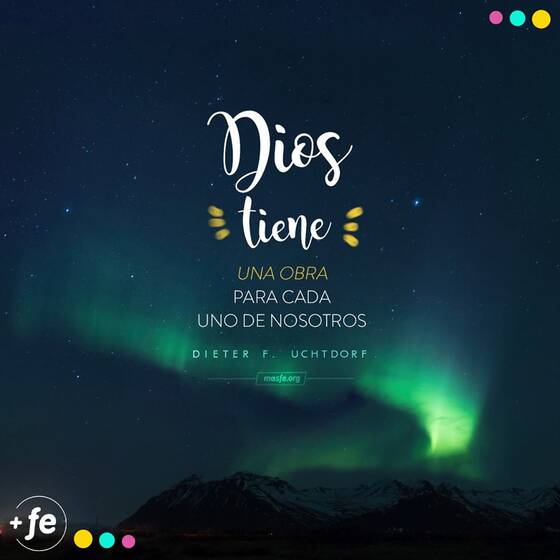 Dios
tiene
UNA OBRA
PARA CADA
UNO DE NOSOTROS
DIETER F. UCHTDORF
masfe.org
+fe